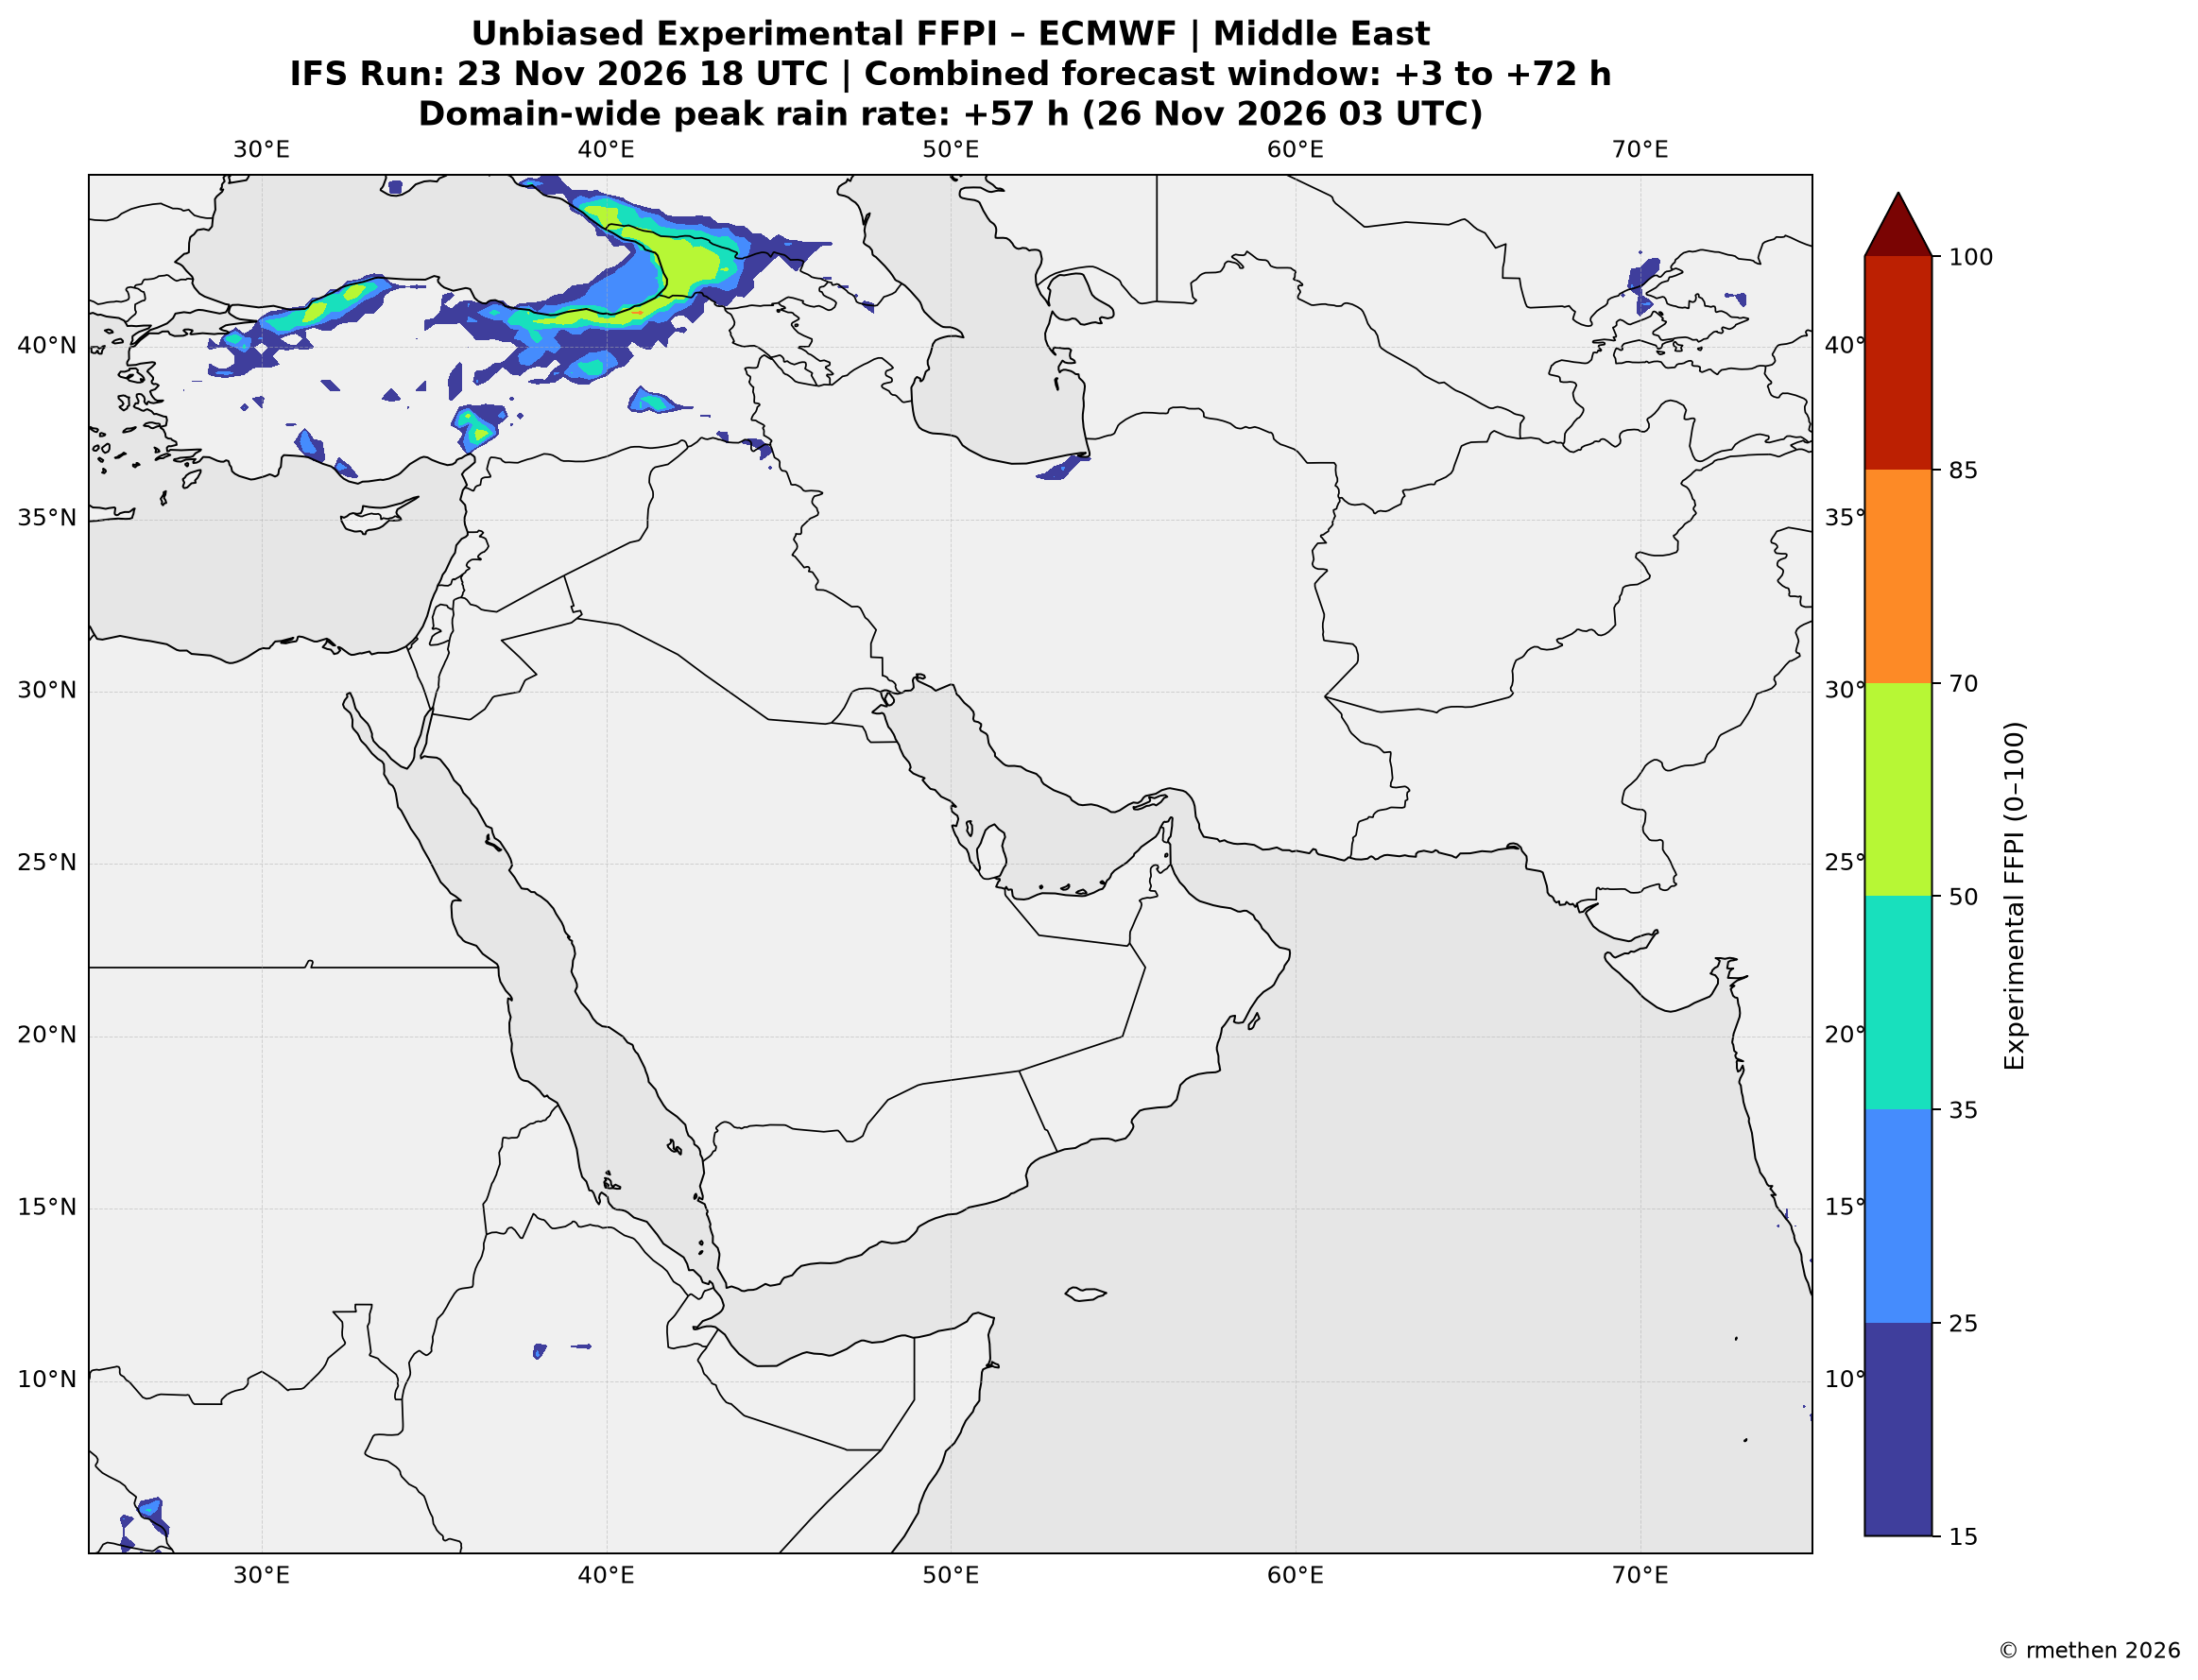 Unbiased Experimental FFPI – ECMWF | Middle East
IFS Run: 23 Nov 2026 18 UTC | Combined forecast window: +3 to +72 h
Domain-wide peak rain rate: +57 h (26 Nov 2026 03 UTC)
30°E 40°E 50°E 60°E 70°E
40°N 40°
35°N 35°
30°N 30°
25°N 25°
20°N 20°
15°N 15°
10°N 10°
30°E 40°E 50°E 60°E 70°E
100
85
70
50
35
25
15
Experimental FFPI (0–100)
© rmethen 2026